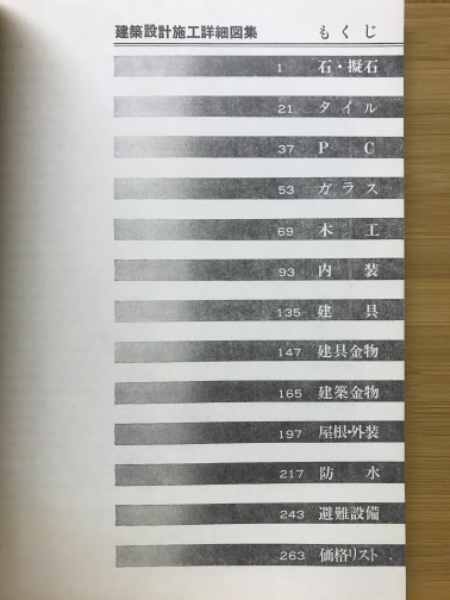 建築設計施工詳細図集 もくじ
1 石・擬石
21 タイル
37 PC
53 ガラス
69 木工
93 内装
135 建具
147 建具金物
165 建築金物
197 屋根・外装
217 防水
243 避難設備
263 価格リスト